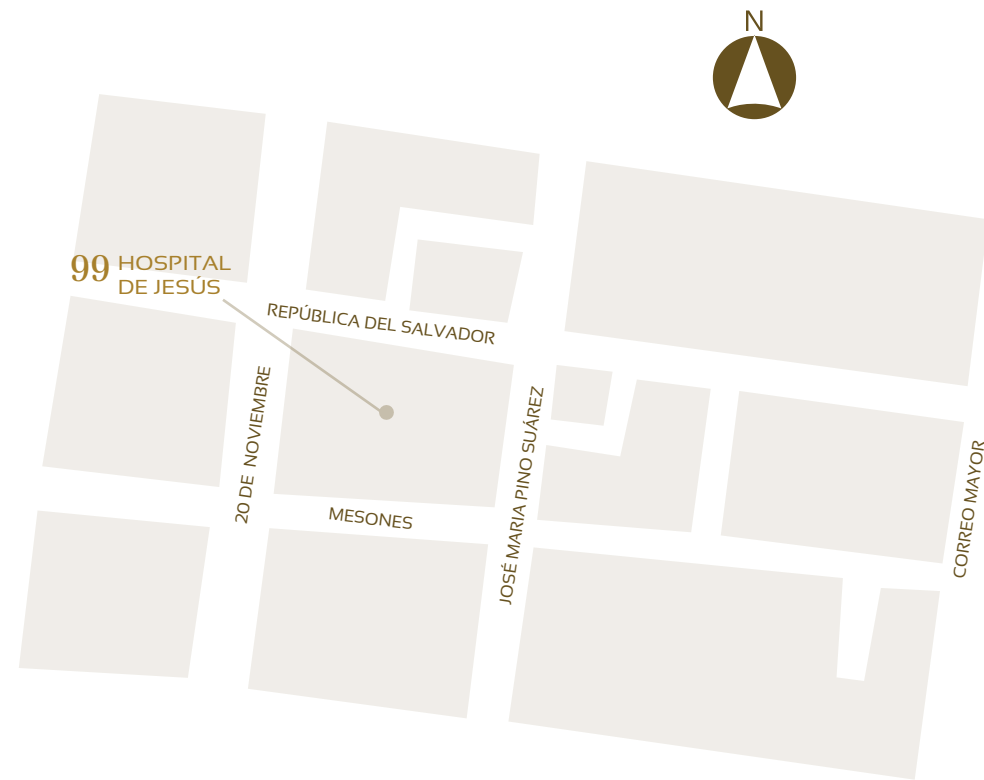 N
99 HOSPITAL
DE JESÚS
REPÚBLICA DEL SALVADOR
20 DE NOVIEMBRE
JOSÉ MARIA PINO SUÁREZ
MESONES
CORREO MAYOR